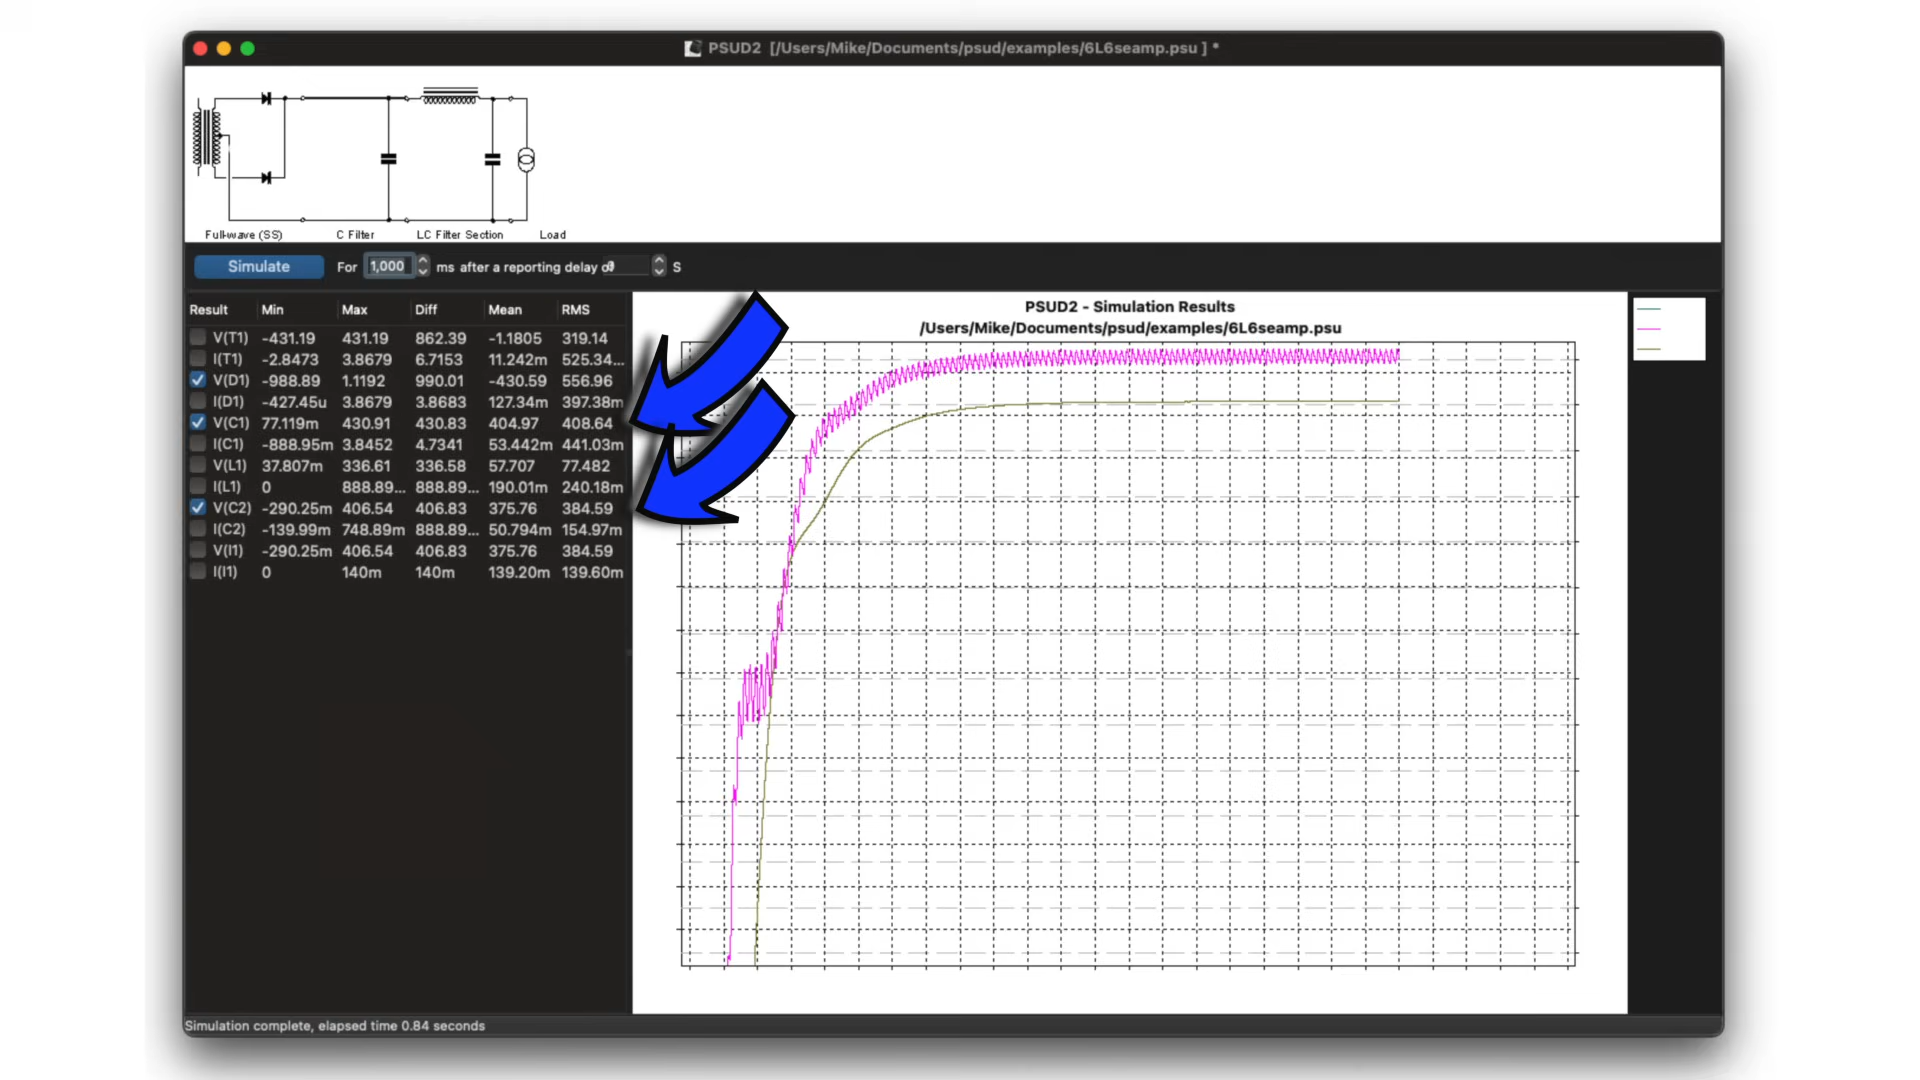 PSUD2 [/Users/Mike/Documents/psud/examples/6L6seamp.psu ] *
Full-wave (SS) C Filter LC Filter Section Load
Simulate For 1,000 ms after a reporting delay of 0 S
Result Min Max Diff Mean RMS
V(T1) -431.19 431.19 862.39 -1.1805 319.14
I(T1) -2.8473 3.8679 6.7153 11.242m 525.34...
V(D1) -988.89 1.1192 990.01 -430.59 556.96
I(D1) -427.45u 3.8679 3.8683 127.34m 397.38m
V(C1) 77.119m 430.91 430.83 404.97 408.64
I(C1) -888.95m 3.8452 4.7341 53.442m 441.03m
V(L1) 37.807m 336.61 336.58 57.707 77.482
I(L1) 0 888.89... 888.89... 190.01m 240.18m
V(C2) -290.25m 406.54 406.83 375.76 384.59
I(C2) -139.99m 748.89m 888.89... 50.794m 154.97m
V(I1) -290.25m 406.54 406.83 375.76 384.59
I(I1) 0 140m 140m 139.20m 139.60m
PSUD2 - Simulation Results
/Users/Mike/Documents/psud/examples/6L6seamp.psu
Simulation complete, elapsed time 0.84 seconds